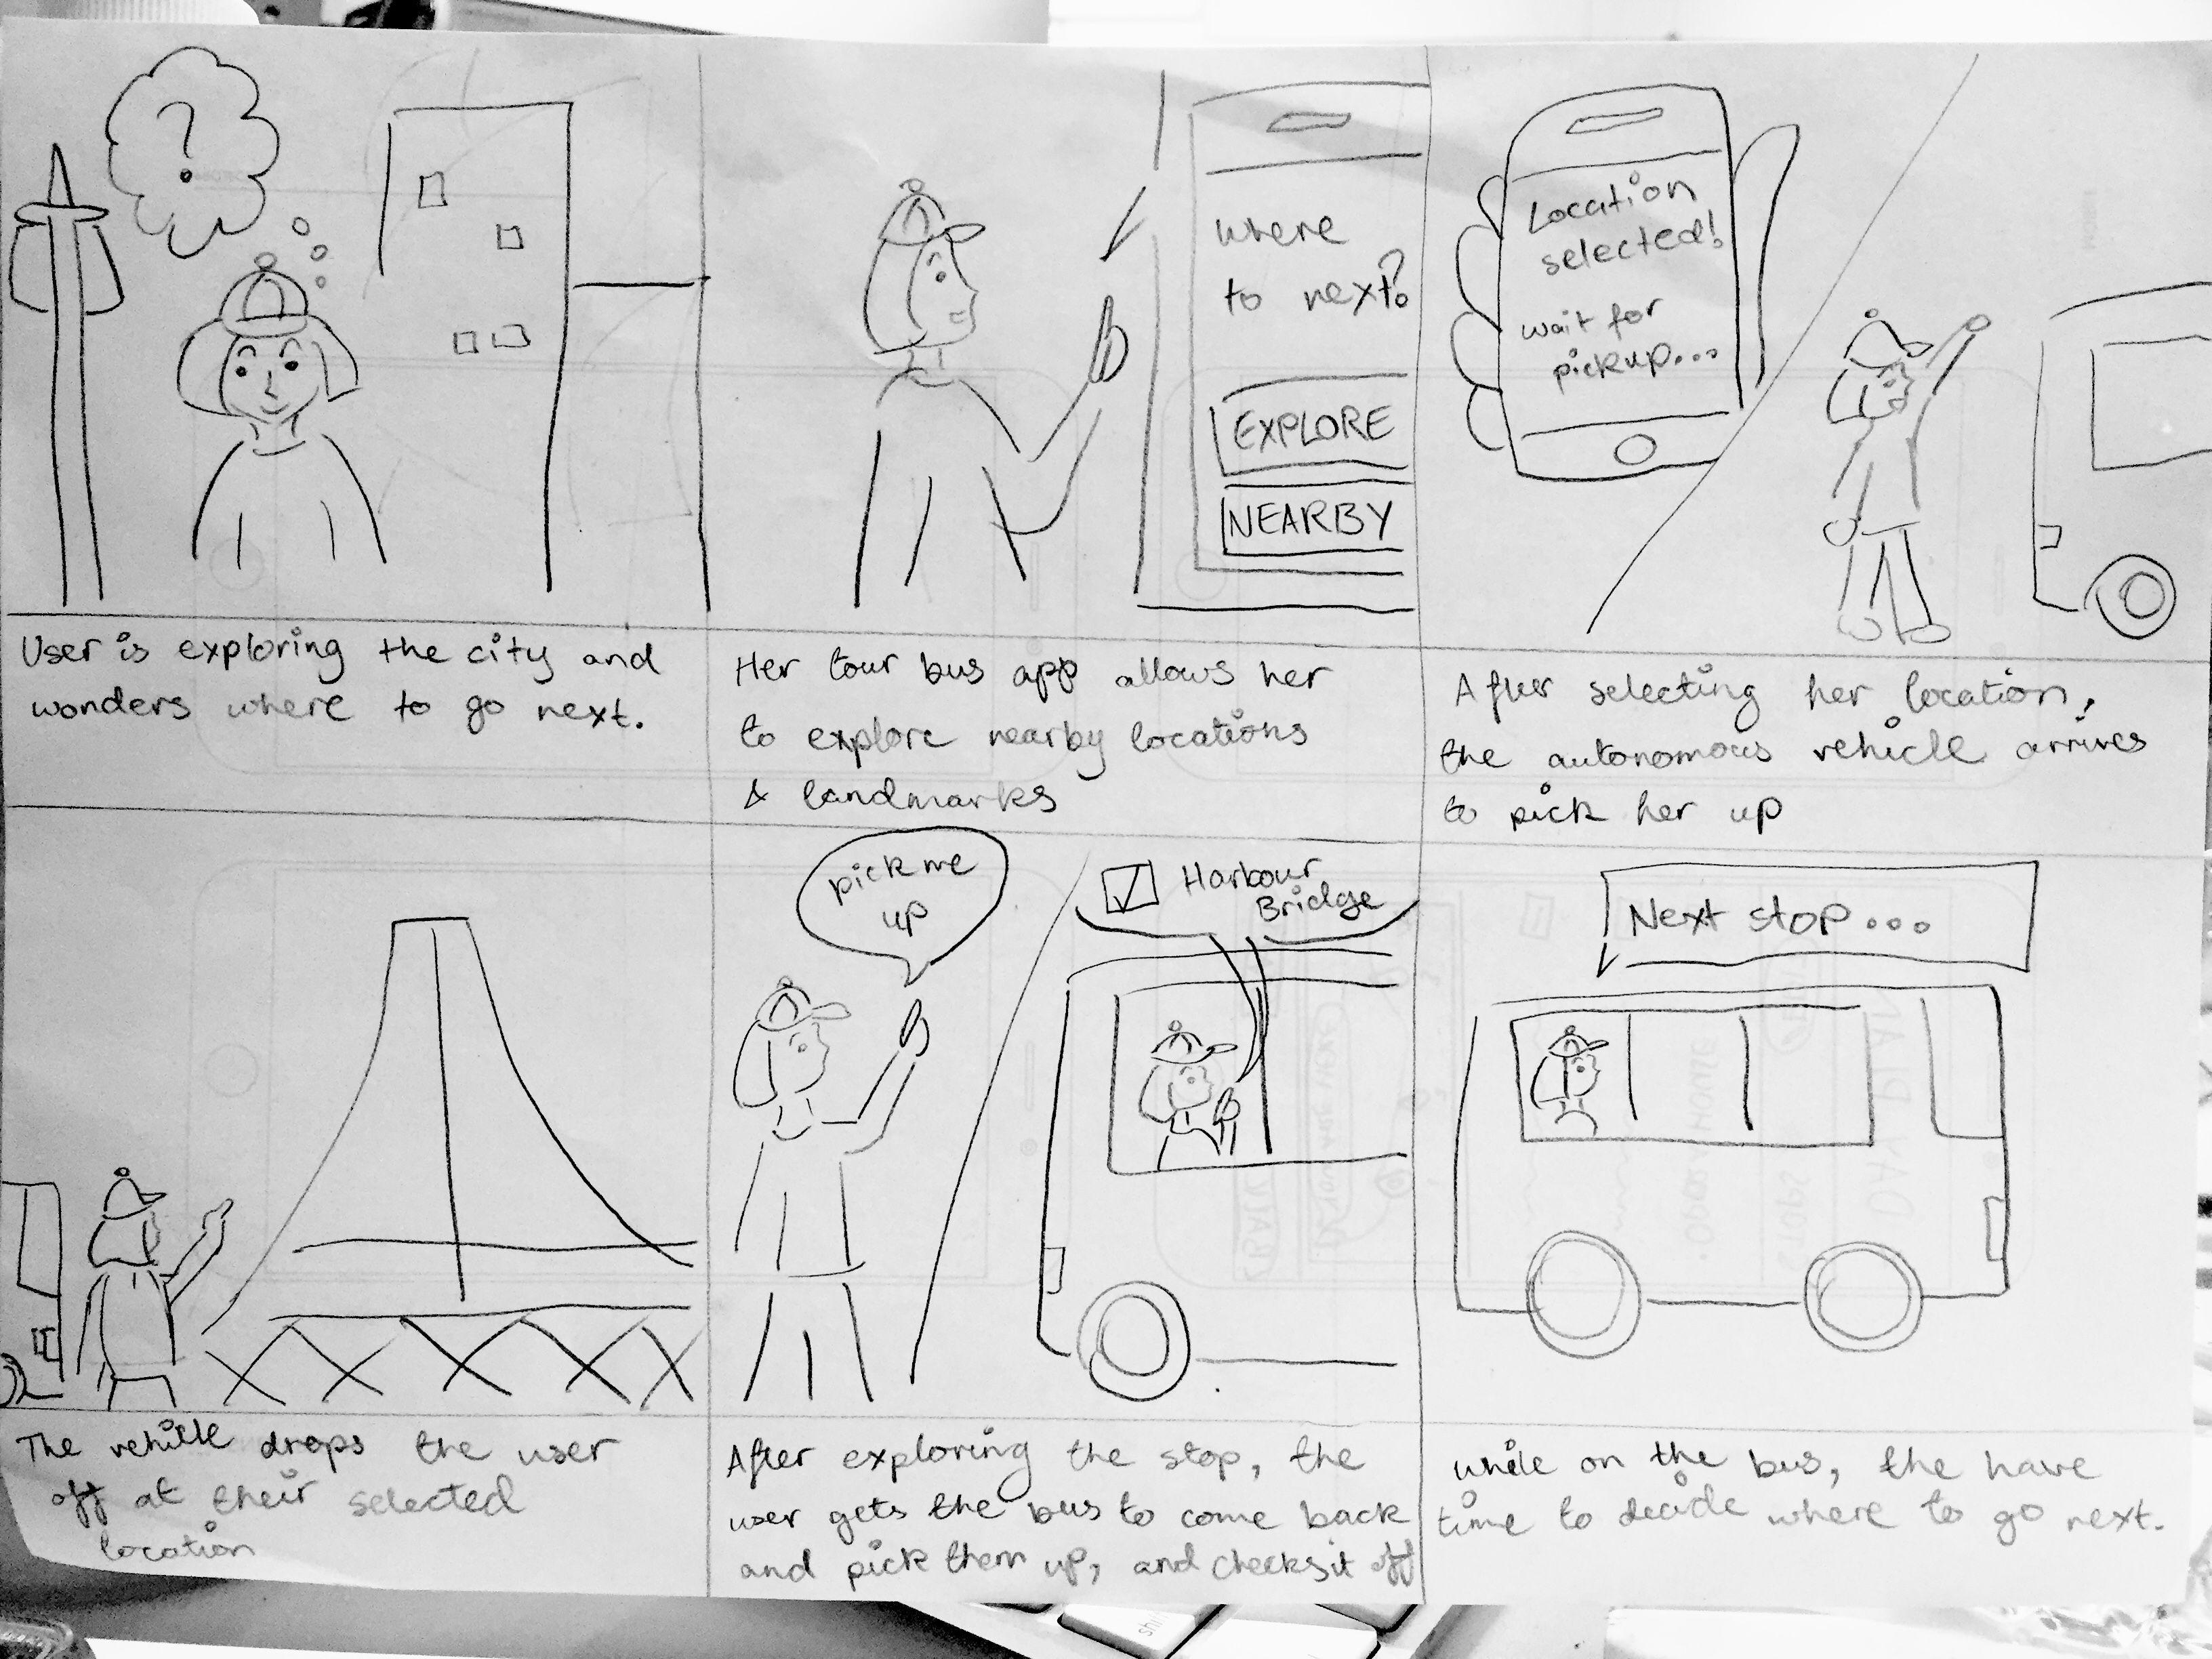 ?
User is exploring the city and
wonders where to go next.
where
to next?
EXPLORE
NEARBY
Her tour bus app allows her
to explore nearby locations
& landmarks
Location
selected!
wait for
pickup...
After selecting her location,
the autonomous vehicle arrives
to pick her up
The vehicle drops the user
off at their selected
location
pick me
up
Harbour
Bridge
After exploring the stop, the
user gets the bus to come back
and pick them up, and checks it off
Next stop...
while on the bus, the have
time to decide where to go next.